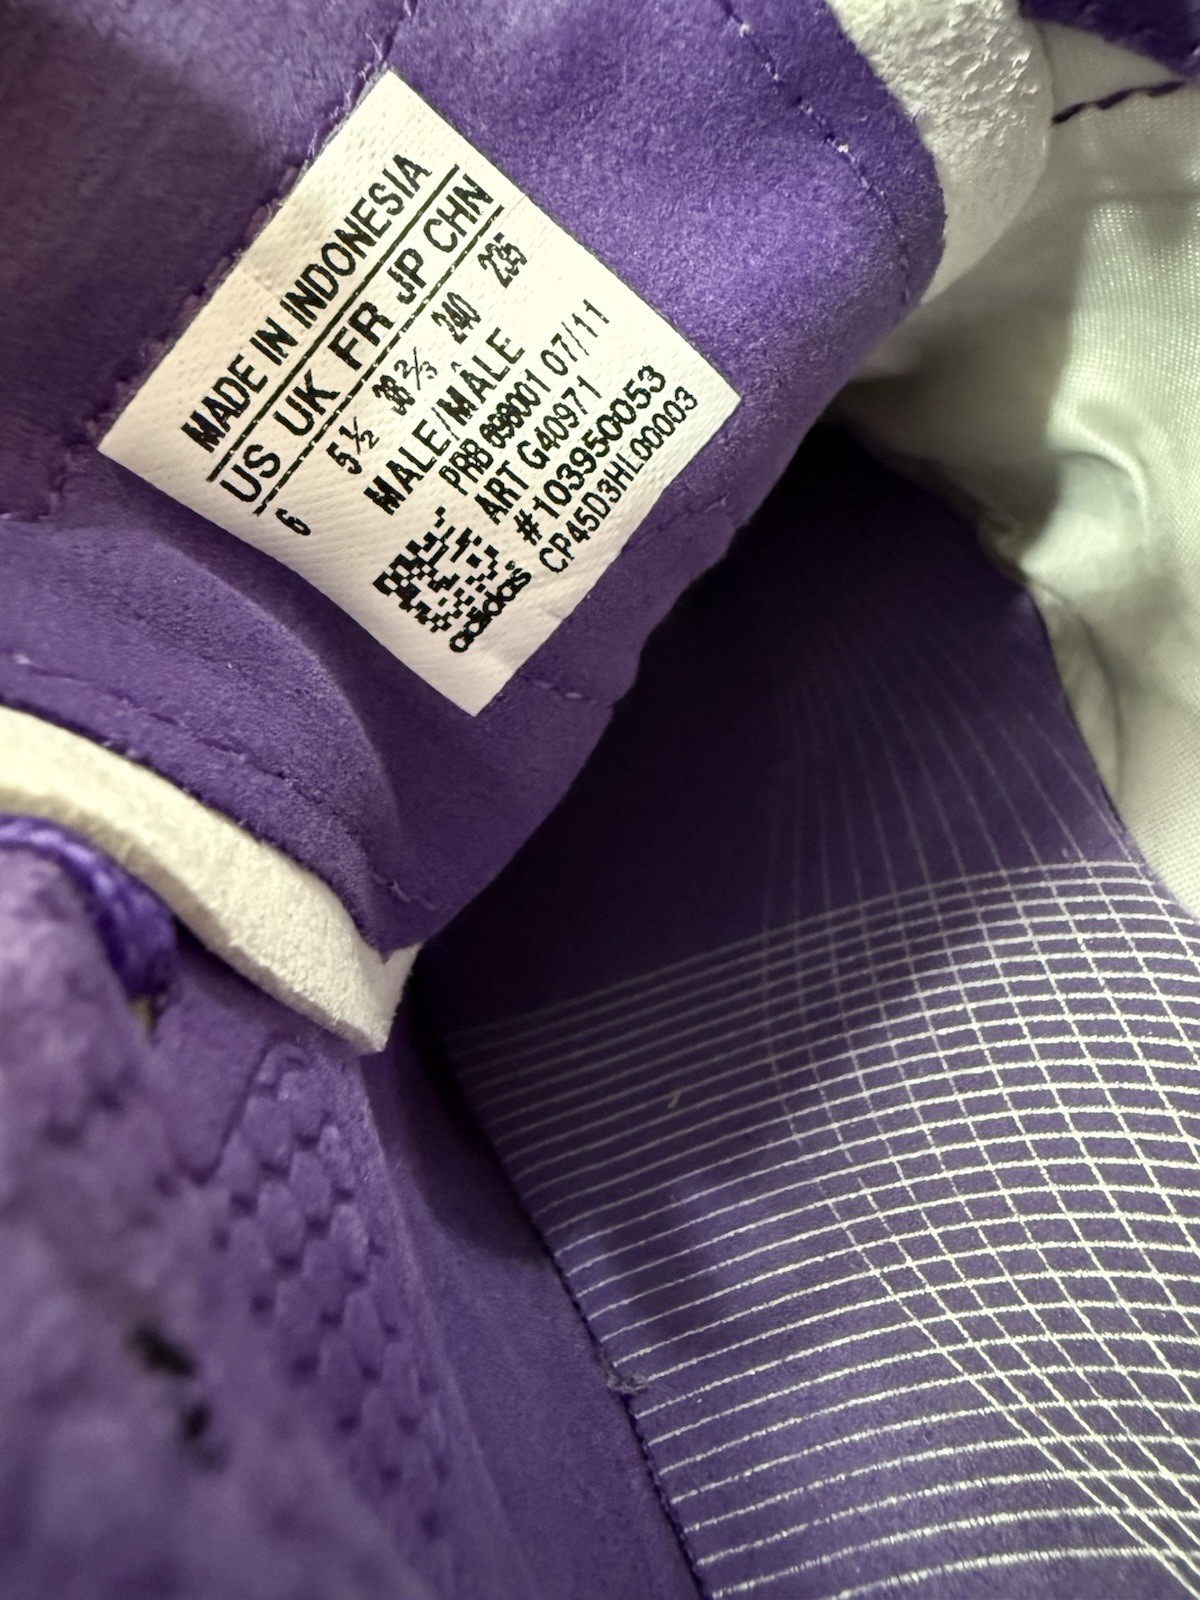 MADE IN INDONESIA
US UK FR JP CHN
6 5½ 38⅔ 240 235
MALE/MÂLE
PRB 698001 07/11
ART G40971
#103950053
CP45D3HL00003
adidas